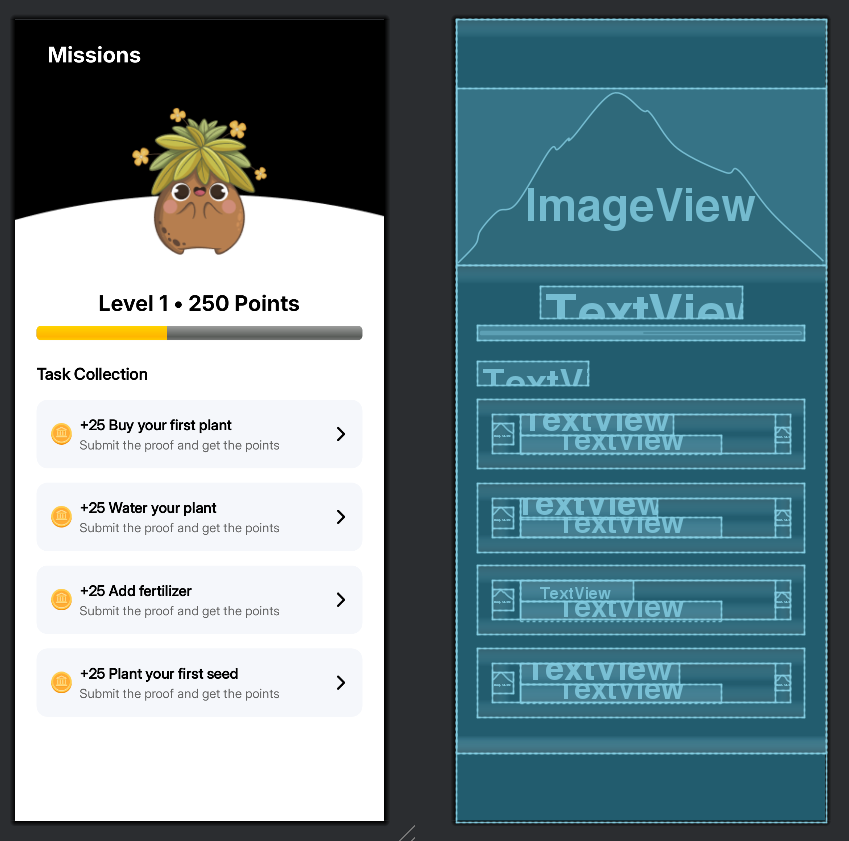 Missions
Level 1 • 250 Points
Task Collection
+25 Buy your first plant
Submit the proof and get the points
+25 Water your plant
Submit the proof and get the points
+25 Add fertilizer
Submit the proof and get the points
+25 Plant your first seed
Submit the proof and get the points
ImageView
TextView
TextV
TextView
TextView
TextView
TextView
TextView
TextView
TextView
TextView